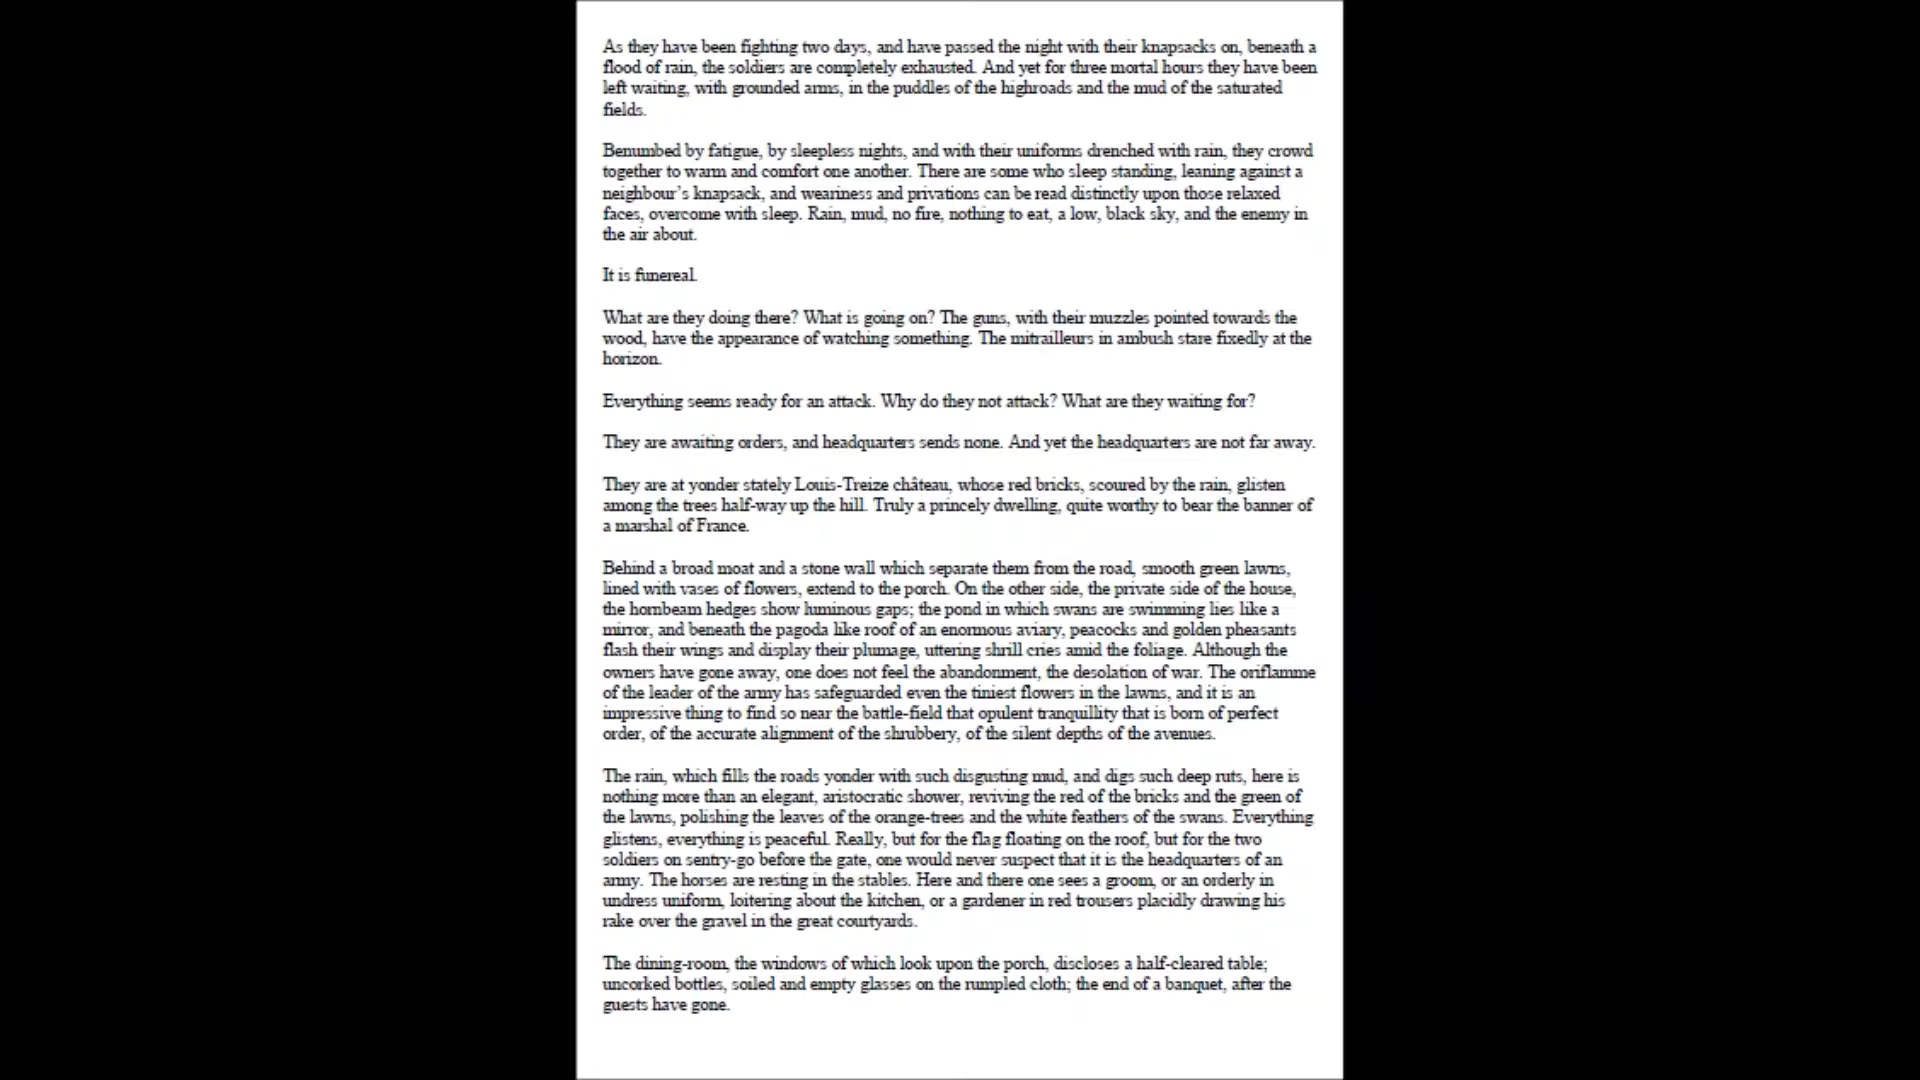 As they have been fighting two days, and have passed the night with their knapsacks on, beneath a
flood of rain, the soldiers are completely exhausted. And yet for three mortal hours they have been
left waiting, with grounded arms, in the puddles of the highroads and the mud of the saturated
fields.
Benumbed by fatigue, by sleepless nights, and with their uniforms drenched with rain, they crowd
together to warm and comfort one another. There are some who sleep standing, leaning against a
neighbour’s knapsack, and weariness and privations can be read distinctly upon those relaxed
faces, overcome with sleep. Rain, mud, no fire, nothing to eat, a low, black sky, and the enemy in
the air about.
It is funereal.
What are they doing there? What is going on? The guns, with their muzzles pointed towards the
wood, have the appearance of watching something. The mitrailleurs in ambush stare fixedly at the
horizon.
Everything seems ready for an attack. Why do they not attack? What are they waiting for?
They are awaiting orders, and headquarters sends none. And yet the headquarters are not far away.
They are at yonder stately Louis-Treize château, whose red bricks, scoured by the rain, glisten
among the trees half-way up the hill. Truly a princely dwelling, quite worthy to bear the banner of
a marshal of France.
Behind a broad moat and a stone wall which separate them from the road, smooth green lawns,
lined with vases of flowers, extend to the porch. On the other side, the private side of the house,
the hornbeam hedges show luminous gaps; the pond in which swans are swimming lies like a
mirror, and beneath the pagoda like roof of an enormous aviary, peacocks and golden pheasants
flash their wings and display their plumage, uttering shrill cries amid the foliage. Although the
owners have gone away, one does not feel the abandonment, the desolation of war. The oriflamme
of the leader of the army has safeguarded even the tiniest flowers in the lawns, and it is an
impressive thing to find so near the battle-field that opulent tranquillity that is born of perfect
order, of the accurate alignment of the shrubbery, of the silent depths of the avenues.
The rain, which fills the roads yonder with such disgusting mud, and digs such deep ruts, here is
nothing more than an elegant, aristocratic shower, reviving the red of the bricks and the green of
the lawns, polishing the leaves of the orange-trees and the white feathers of the swans. Everything
glistens, everything is peaceful. Really, but for the flag floating on the roof, but for the two
soldiers on sentry-go before the gate, one would never suspect that it is the headquarters of an
army. The horses are resting in the stables. Here and there one sees a groom, or an orderly in
undress uniform, loitering about the kitchen, or a gardener in red trousers placidly drawing his
rake over the gravel in the great courtyards.
The dining-room, the windows of which look upon the porch, discloses a half-cleared table;
uncorked bottles, soiled and empty glasses on the rumpled cloth; the end of a banquet, after the
guests have gone.